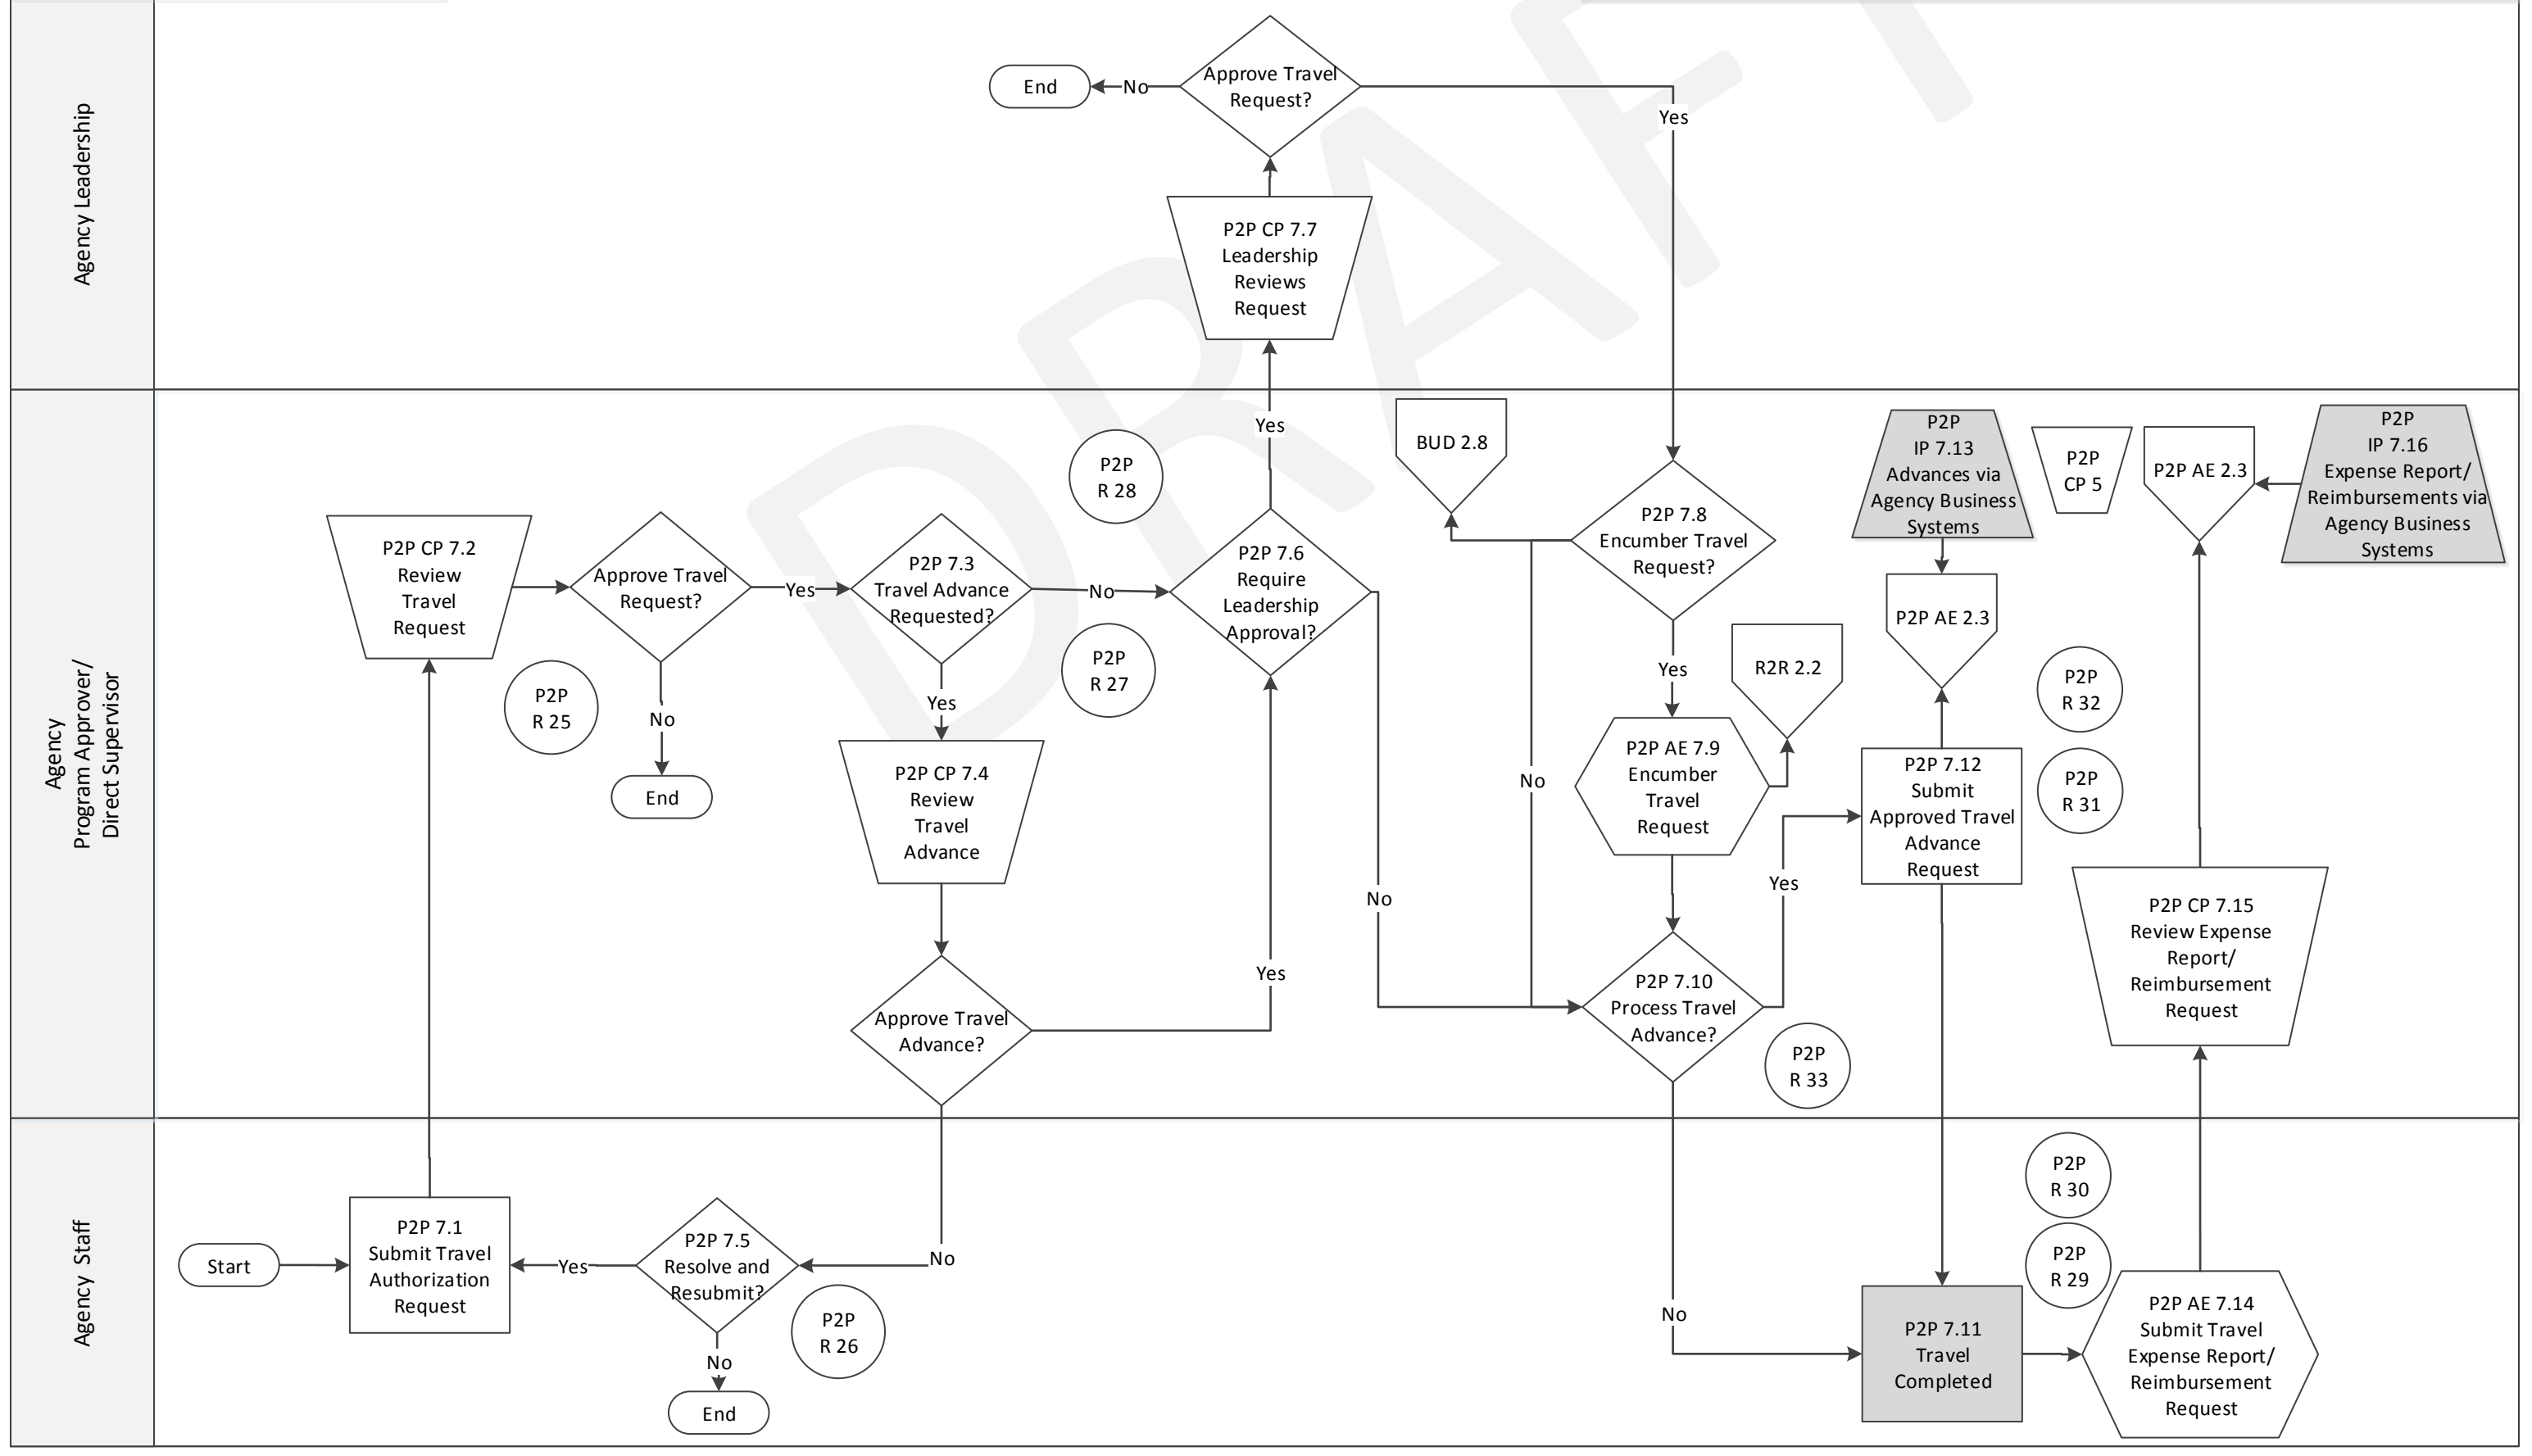 Agency Leadership
End
No
Approve Travel
Request?
Yes
P2P CP 7.7
Leadership
Reviews
Request
Yes
DRAFT
Agency
Program Approver/
Direct Supervisor
P2P CP 7.2
Review
Travel
Request
P2P
R 25
Approve Travel
Request?
Yes
No
End
P2P 7.3
Travel Advance
Requested?
No
Yes
P2P
R 28
P2P
R 27
P2P CP 7.4
Review
Travel
Advance
Approve Travel
Advance?
Yes
No
P2P 7.6
Require
Leadership
Approval?
No
BUD 2.8
P2P 7.8
Encumber Travel
Request?
No
Yes
R2R 2.2
P2P AE 7.9
Encumber
Travel
Request
P2P 7.10
Process Travel
Advance?
Yes
No
P2P
R 33
P2P
IP 7.13
Advances via
Agency Business
Systems
P2P AE 2.3
P2P 7.12
Submit
Approved Travel
Advance
Request
P2P
CP 5
P2P AE 2.3
P2P
IP 7.16
Expense Report/
Reimbursements via
Agency Business
Systems
P2P
R 32
P2P
R 31
P2P CP 7.15
Review Expense
Report/
Reimbursement
Request
Agency Staff
Start
P2P 7.1
Submit Travel
Authorization
Request
Yes
P2P 7.5
Resolve and
Resubmit?
No
End
P2P
R 26
P2P 7.11
Travel
Completed
P2P
R 30
P2P
R 29
P2P AE 7.14
Submit Travel
Expense Report/
Reimbursement
Request